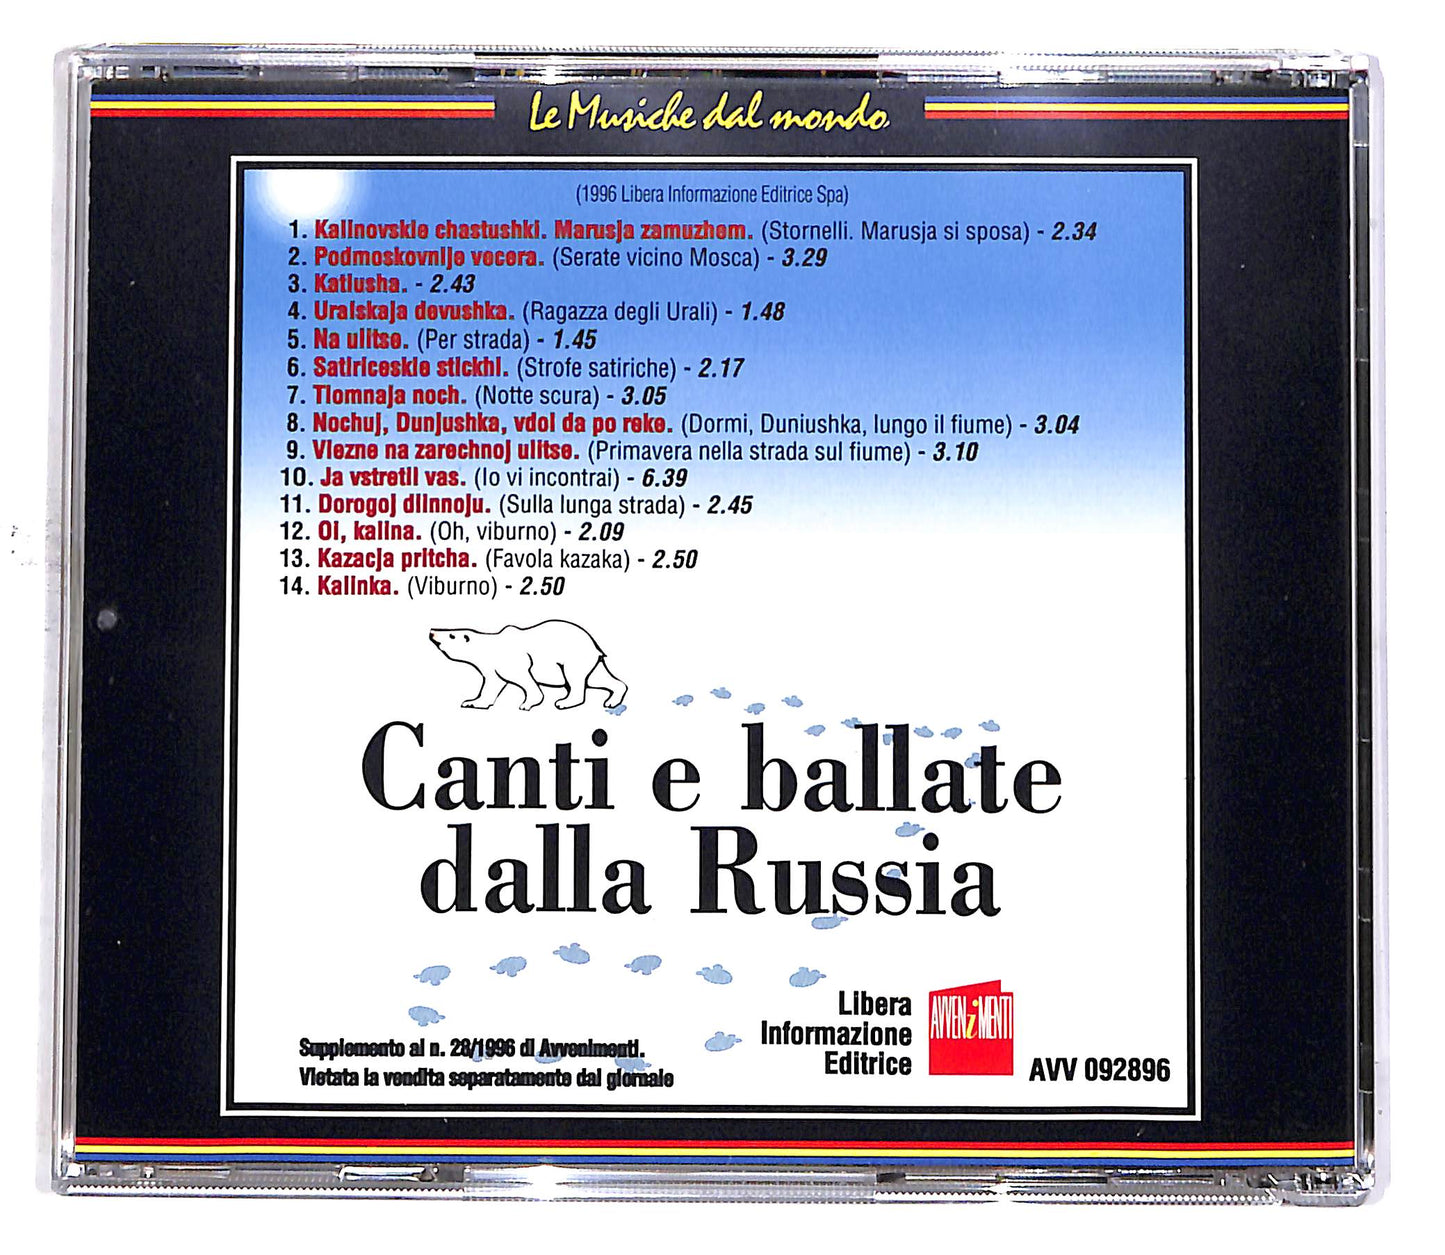 Le Musiche dal mondo
(1996 Libera Informazione Editrice Spa)
1. Kalinovskie chastushki. Marusja zamuzhem. (Stornelli. Marusja si sposa) - 2.34
2. Podmoskovnije vecera. (Serate vicino Mosca) - 3.29
3. Katiusha. - 2.43
4. Uralskaja devushka. (Ragazza degli Urali) - 1.48
5. Na ulitse. (Per strada) - 1.45
6. Satiriceskie stickhi. (Strofe satiriche) - 2.17
7. Tiomnaja noch. (Notte scura) - 3.05
8. Nochuj, Dunjushka, vdol da po reke. (Dormi, Duniushka, lungo il fiume) - 3.04
9. Viezne na zarechnoj ulitse. (Primavera nella strada sul fiume) - 3.10
10. Ja vstretil vas. (Io vi incontrai) - 6.39
11. Dorogoj dlinnoju. (Sulla lunga strada) - 2.45
12. Oi, kalina. (Oh, viburno) - 2.09
13. Kazacja pritcha. (Favola kazaka) - 2.50
14. Kalinka. (Viburno) - 2.50
Canti e ballate
dalla Russia
Supplemento al n. 28/1996 di Avvenimenti.
Vietata la vendita separatamente dal giornale
Libera
Informazione
Editrice
AVVENiMENTI
AVV 092896